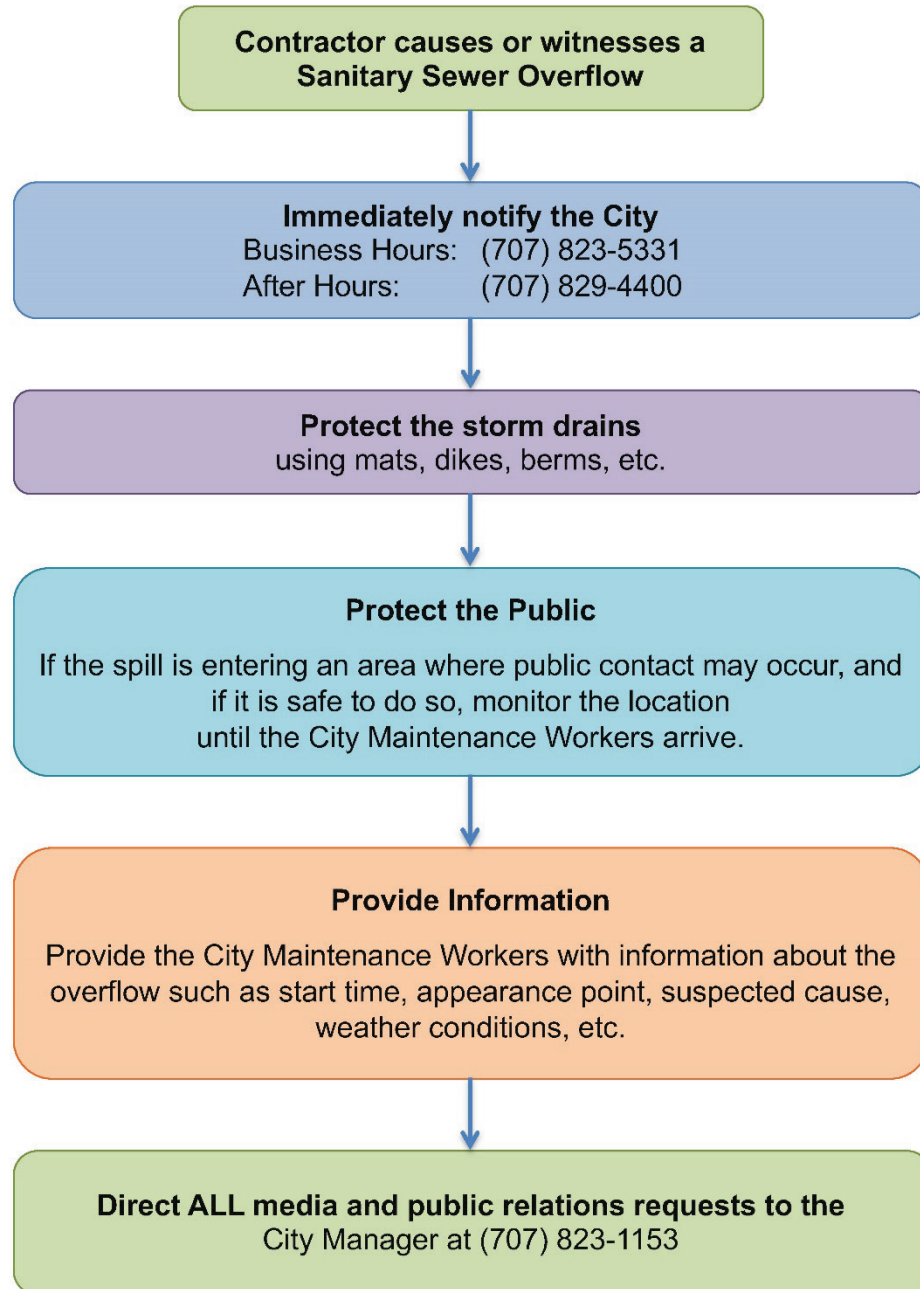 Contractor causes or witnesses a
Sanitary Sewer Overflow
Immediately notify the City
Business Hours: (707) 823-5331
After Hours: (707) 829-4400
Protect the storm drains
using mats, dikes, berms, etc.
Protect the Public
If the spill is entering an area where public contact may occur, and
if it is safe to do so, monitor the location
until the City Maintenance Workers arrive.
Provide Information
Provide the City Maintenance Workers with information about the
overflow such as start time, appearance point, suspected cause,
weather conditions, etc.
Direct ALL media and public relations requests to the
City Manager at (707) 823-1153